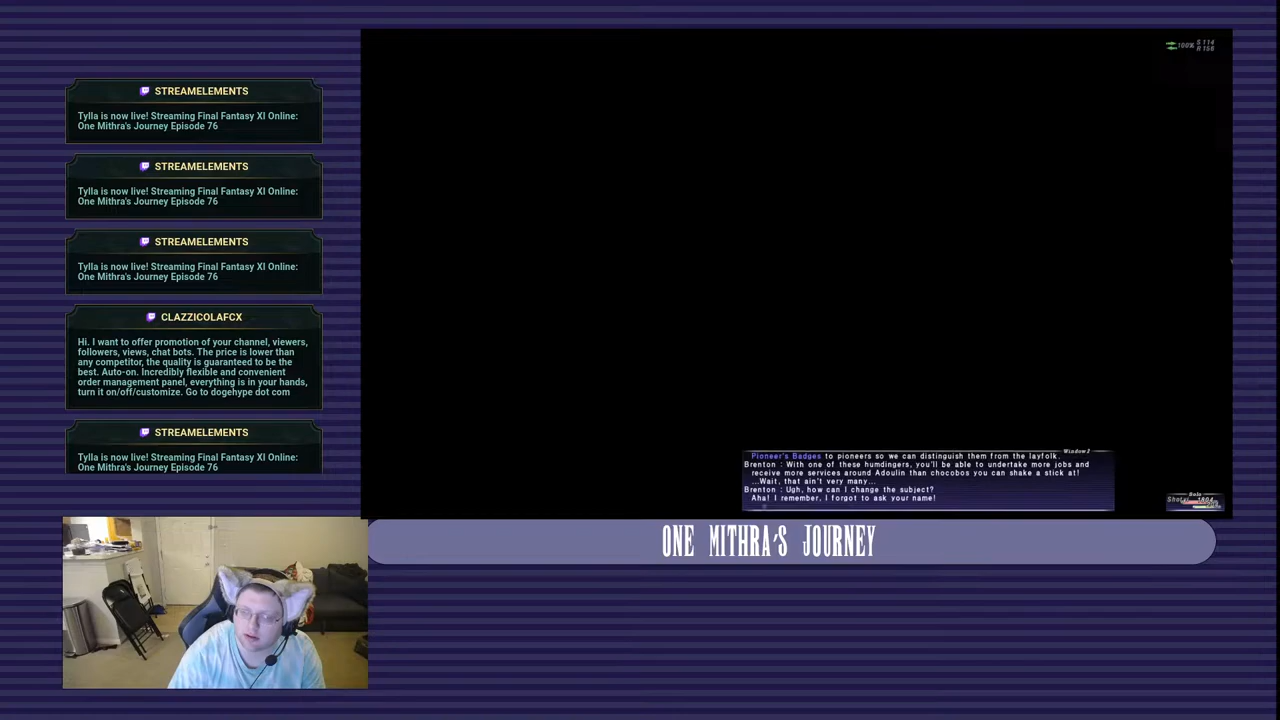 STREAMELEMENTS
Tylla is now live! Streaming Final Fantasy XI Online:
One Mithra's Journey Episode 76
STREAMELEMENTS
Tylla is now live! Streaming Final Fantasy XI Online:
One Mithra's Journey Episode 76
STREAMELEMENTS
Tylla is now live! Streaming Final Fantasy XI Online:
One Mithra's Journey Episode 76
CLAZZICOLAFCX
Hi. I want to offer promotion of your channel, viewers,
followers, views, chat bots. The price is lower than
any competitor, the quality is guaranteed to be the
best. Auto-on. Incredibly flexible and convenient
order management panel, everything is in your hands,
turn it on/off/customize. Go to dogehype dot com
STREAMELEMENTS
Tylla is now live! Streaming Final Fantasy XI Online:
One Mithra's Journey Episode 76
100% S 114
R 156
Window2
Pioneer's Badges to pioneers so we can distinguish them from the layfolk.
Brenton : With one of these humdingers, you'll be able to undertake more jobs and
receive more services around Adoulin than chocobos you can shake a stick at!
...Wait, that ain't very many...
Brenton : Ugh, how can I change the subject?
Aha! I remember, I forgot to ask your name!
Solo
ONE MITHRA'S JOURNEY